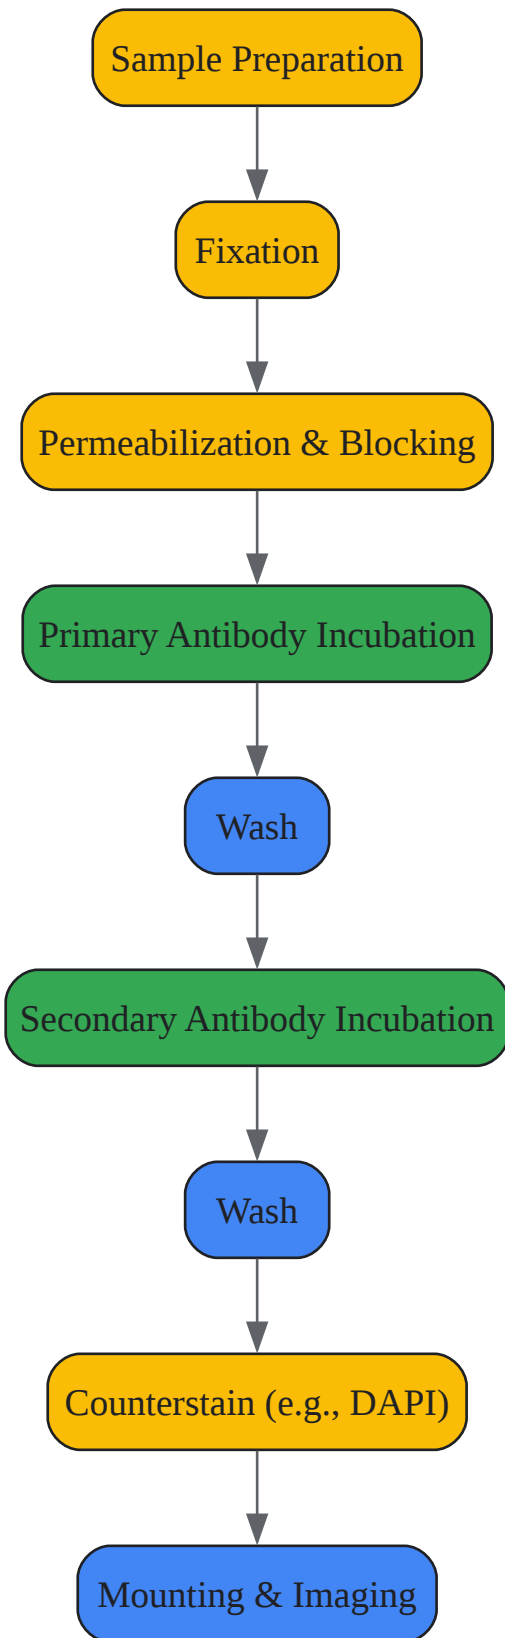 Sample Preparation
Fixation
Permeabilization & Blocking
Primary Antibody Incubation
Wash
Secondary Antibody Incubation
Wash
Counterstain (e.g., DAPI)
Mounting & Imaging